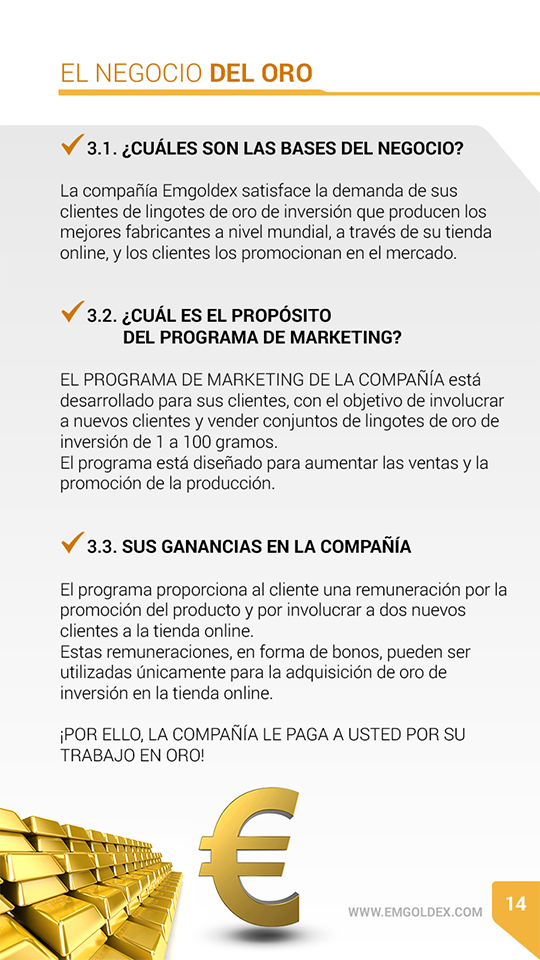 EL NEGOCIO DEL ORO
3.1. ¿CUÁLES SON LAS BASES DEL NEGOCIO?
La compañía Emgoldex satisface la demanda de sus
clientes de lingotes de oro de inversión que producen los
mejores fabricantes a nivel mundial, a través de su tienda
online, y los clientes los promocionan en el mercado.
3.2. ¿CUÁL ES EL PROPÓSITO
DEL PROGRAMA DE MARKETING?
EL PROGRAMA DE MARKETING DE LA COMPAÑÍA está
desarrollado para sus clientes, con el objetivo de involucrar
a nuevos clientes y vender conjuntos de lingotes de oro de
inversión de 1 a 100 gramos.
El programa está diseñado para aumentar las ventas y la
promoción de la producción.
3.3. SUS GANANCIAS EN LA COMPAÑÍA
El programa proporciona al cliente una remuneración por la
promoción del producto y por involucrar a dos nuevos
clientes a la tienda online.
Estas remuneraciones, en forma de bonos, pueden ser
utilizadas únicamente para la adquisición de oro de
inversión en la tienda online.
¡POR ELLO, LA COMPAÑÍA LE PAGA A USTED POR SU
TRABAJO EN ORO!
€
WWW.EMGOLDEX.COM
14